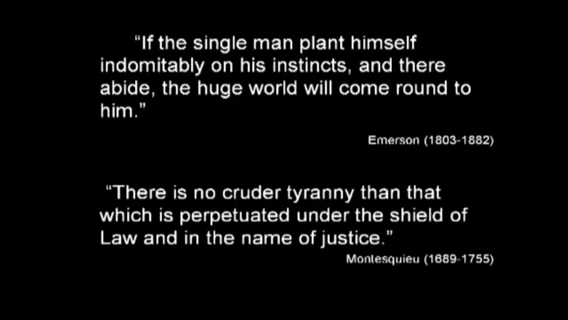 “If the single man plant himself
indomitably on his instincts, and there
abide, the huge world will come round to
him.”
Emerson (1803-1882)
“There is no cruder tyranny than that
which is perpetuated under the shield of
Law and in the name of justice.”
Montesquieu (1689-1755)